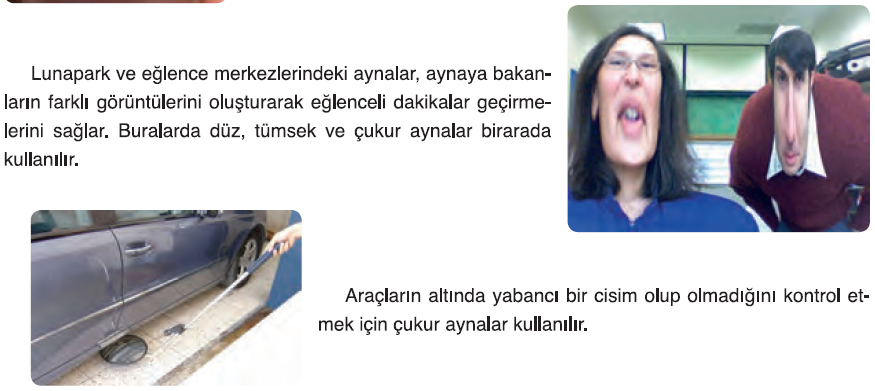 Lunapark ve eğlence merkezlerindeki aynalar, aynaya bakan-
ların farklı görüntülerini oluşturarak eğlenceli dakikalar geçirme-
lerini sağlar. Buralarda düz, tümsek ve çukur aynalar birarada
kullanılır.
Araçların altında yabancı bir cisim olup olmadığını kontrol et-
mek için çukur aynalar kullanılır.